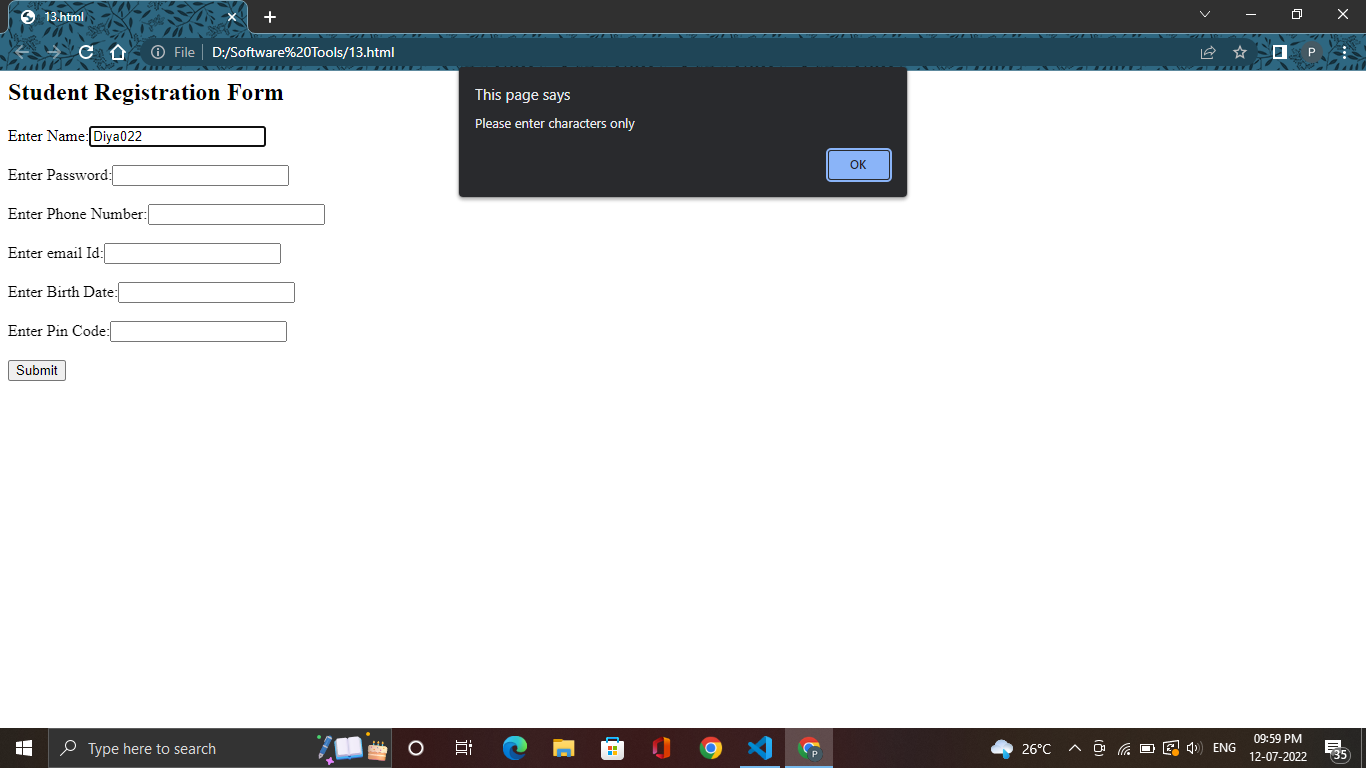 13.html
File D:/Software%20Tools/13.html
P
This page says
Please enter characters only
OK
Student Registration Form
Enter Name: Diya022
Enter Password:
Enter Phone Number:
Enter email Id:
Enter Birth Date:
Enter Pin Code:
Submit
Type here to search
P
26°C
ENG
09:59 PM
12-07-2022
35